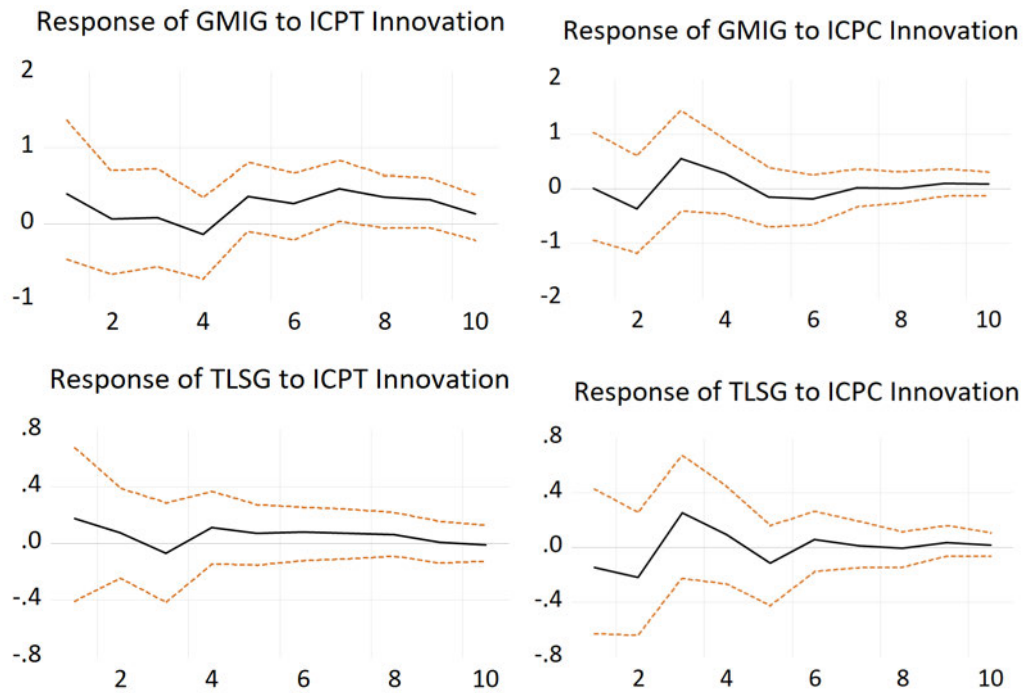 Response of GMIG to ICPT Innovation
2
1
0
-1
2 4 6 8 10
Response of GMIG to ICPC Innovation
2
1
0
-1
-2
2 4 6 8 10
Response of TLSG to ICPT Innovation
.8
.4
.0
-.4
-.8
2 4 6 8 10
Response of TLSG to ICPC Innovation
.8
.4
.0
-.4
-.8
2 4 6 8 10